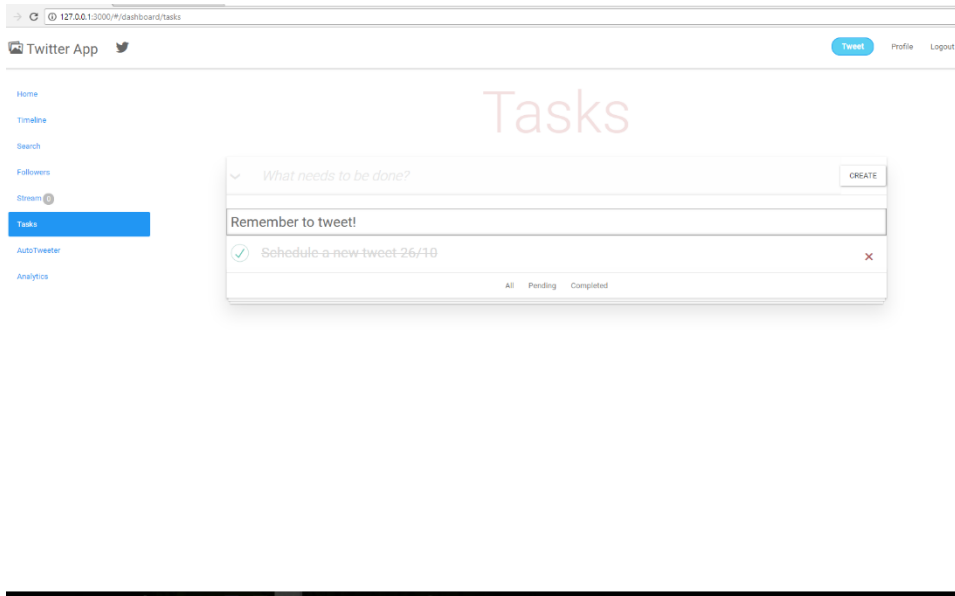 127.0.0.1:3000/#/dashboard/tasks
Twitter App
Tweet Profile Logout
Home
Timeline
Search
Followers
Stream 0
Tasks
AutoTweeter
Analytics
Tasks
What needs to be done?
CREATE
Remember to tweet!
Schedule a new tweet 26/10
All Pending Completed